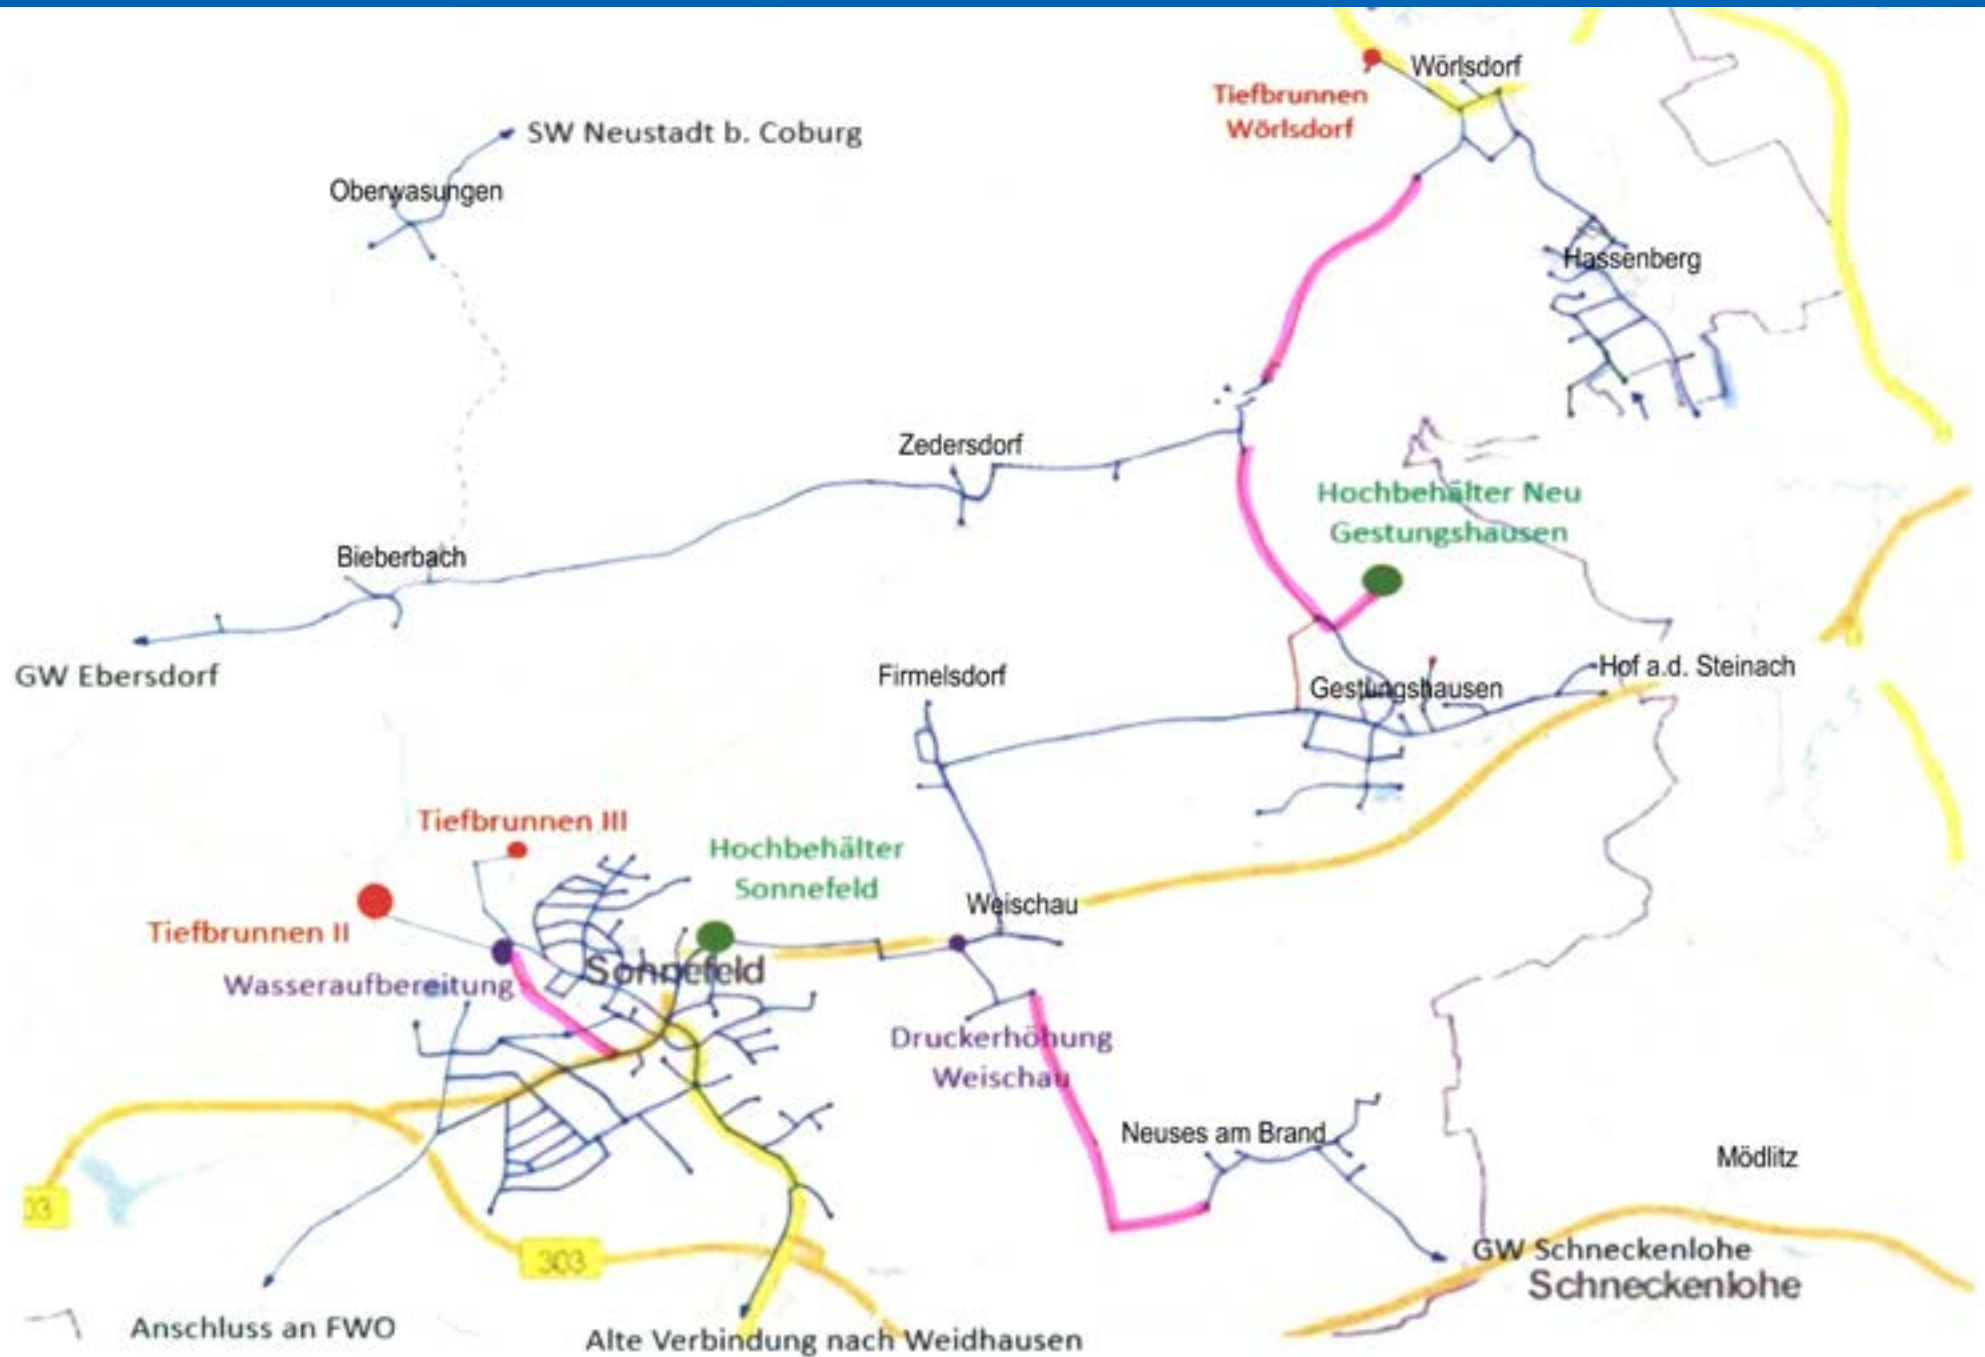 Wörlsdorf
Tiefbrunnen
Wörlsdorf
SW Neustadt b. Coburg
Oberwasungen
Hassenberg
Zedersdorf
Hochbehälter Neu
Gestungshausen
Bieberbach
GW Ebersdorf
Firmelsdorf
Hof a.d. Steinach
Gestungshausen
Tiefbrunnen III
Hochbehälter
Sonnefeld
Weischau
Tiefbrunnen II
Sonnefeld
Wasseraufbereitung
Druckerhöhung
Weischau
Neuses am Brand
Mödlitz
03
303
GW Schneckenlohe
Schneckenlohe
Anschluss an FWO
Alte Verbindung nach Weidhausen